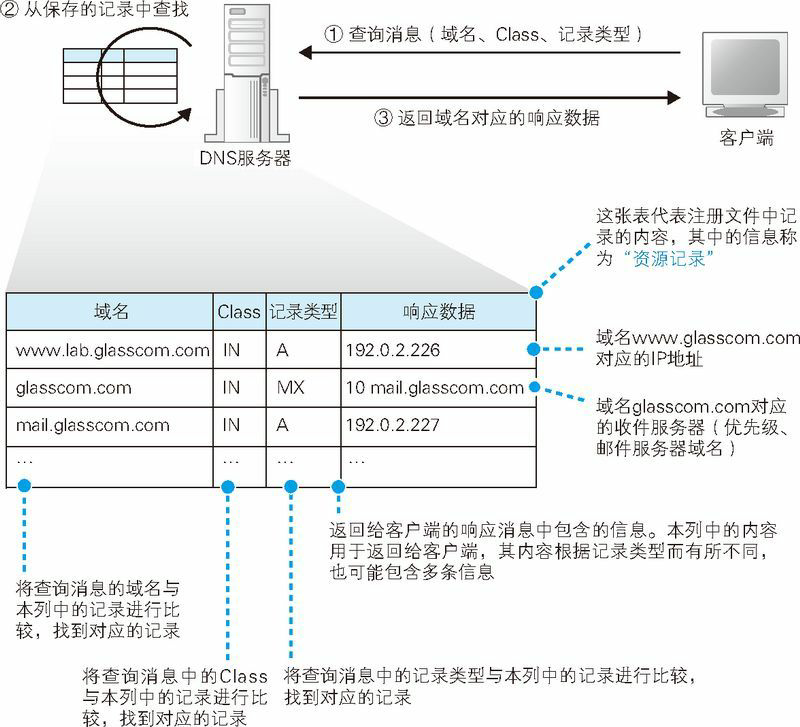 ② 从保存的记录中查找
① 查询消息（域名、Class、记录类型）
③ 返回域名对应的响应数据
DNS服务器
客户端
这张表代表注册文件中记
录的内容，其中的信息称
为“资源记录”
域名 Class 记录类型 响应数据
www.lab.glasscom.com IN A 192.0.2.226
glasscom.com IN MX 10 mail.glasscom.com
mail.glasscom.com IN A 192.0.2.227
… … … …
域名www.glasscom.com
对应的IP地址
域名glasscom.com对应
的收件服务器（优先级、
邮件服务器域名）
返回给客户端的响应消息中包含的信息。本列中的内容
用于返回给客户端，其内容根据记录类型而有所不同，
也可能包含多条信息
将查询消息的域名与
本列中的记录进行比
较，找到对应的记录
将查询消息中的Class
与本列中的记录进行比
较，找到对应的记录
将查询消息中的记录类型与本列中的记录进行比较，
找到对应的记录